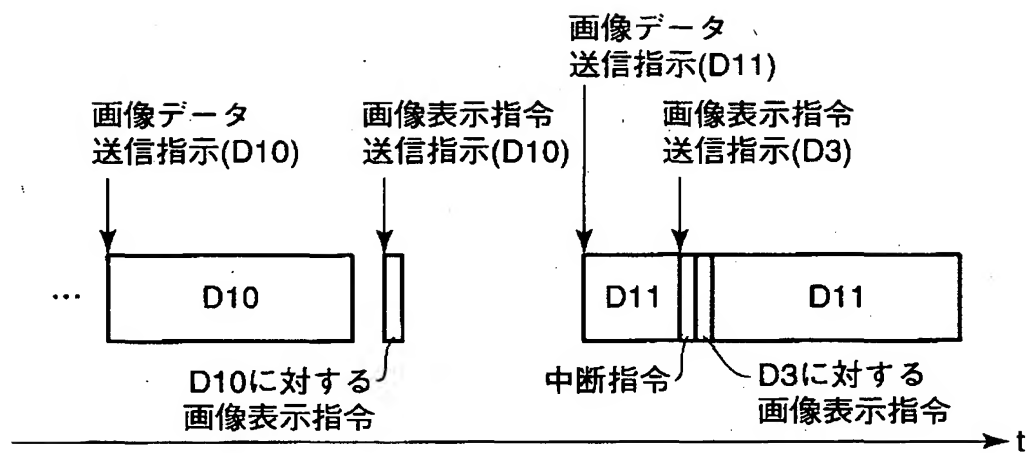 画像データ
送信指示(D11)
画像データ
送信指示(D10)
画像表示指令
送信指示(D10)
画像表示指令
送信指示(D3)
…
D10
D11
D11
D10に対する
画像表示指令
中断指令
D3に対する
画像表示指令
t